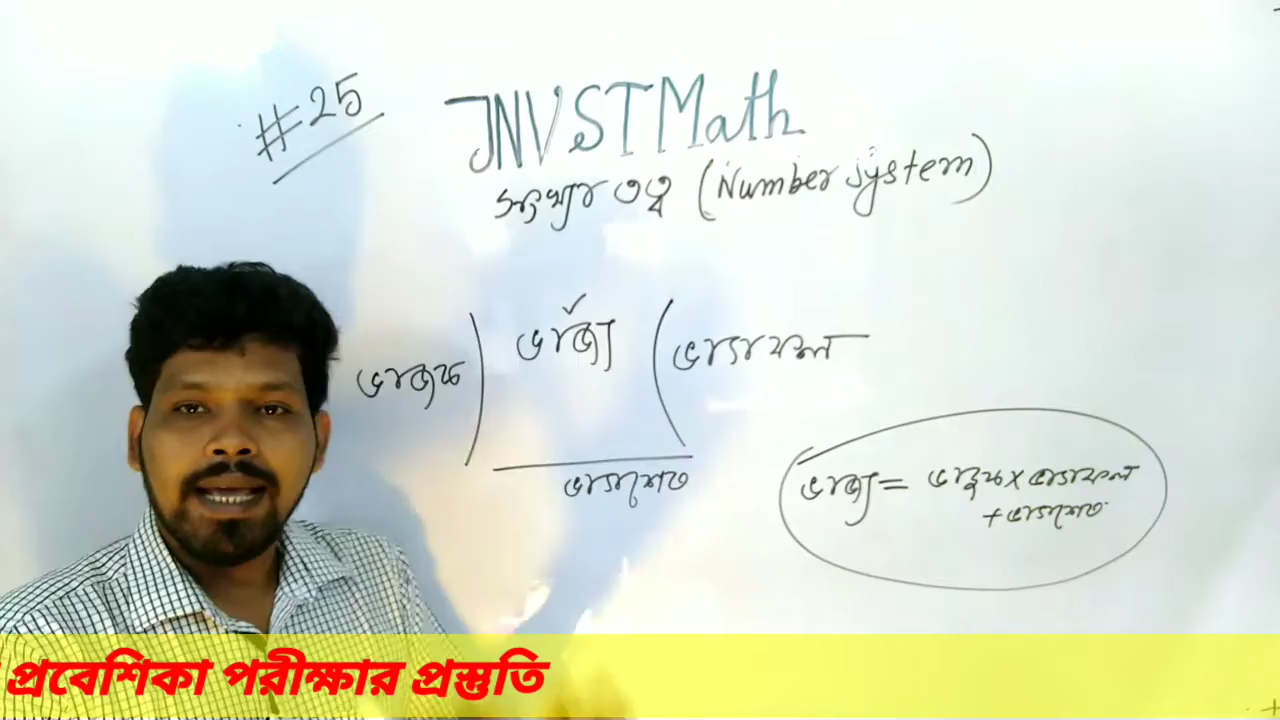 #25
JNVST Math
সংখ্যার তত্ব (Number System)
ভাজক ) ভাজ্য ( ভাগফল
ভাগশেষ
ভাজ্য = ভাজক × ভাগফল
+ ভাগশেষ
প্রবেশিকা পরীক্ষার প্রস্তুতি